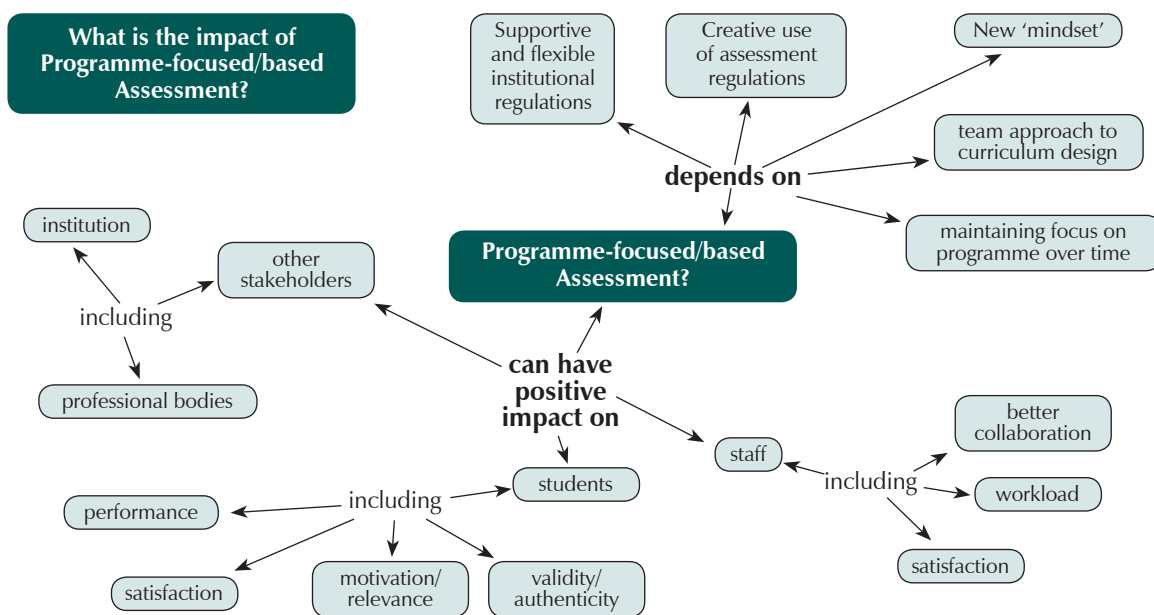 What is the impact of
Programme-focused/based
Assessment?
Supportive
and flexible
institutional
regulations
Creative use
of assessment
regulations
New ‘mindset’
team approach to
curriculum design
depends on
maintaining focus on
programme over time
Programme-focused/based
Assessment?
institution
other
stakeholders
including
professional bodies
can have
positive
impact on
staff
better
collaboration
including
workload
satisfaction
students
including
performance
satisfaction
motivation/
relevance
validity/
authenticity